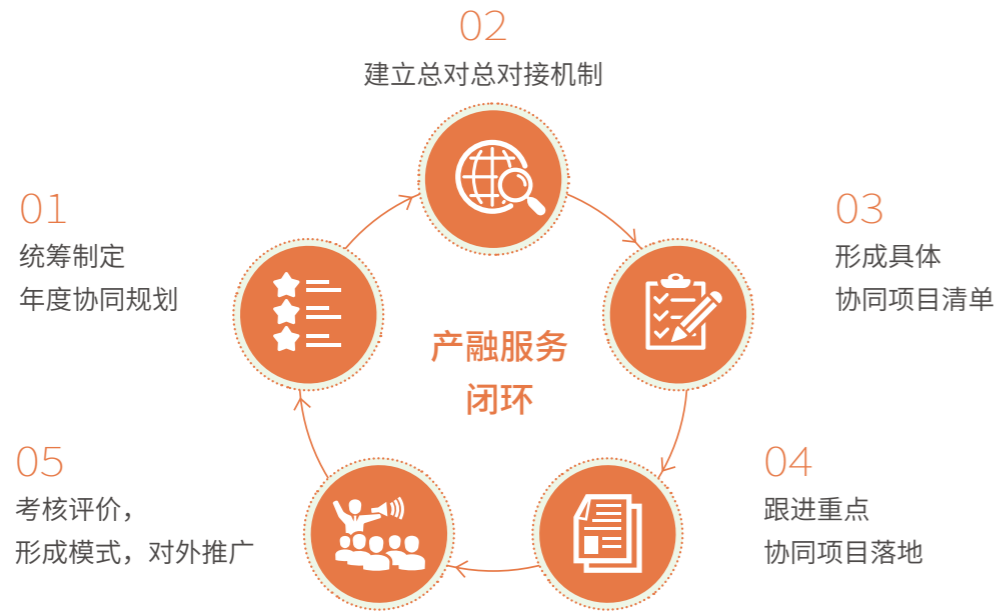 02
建立总对总对接机制
01
统筹制定
年度协同规划
03
形成具体
协同项目清单
产融服务
闭环
05
考核评价，
形成模式，对外推广
04
跟进重点
协同项目落地